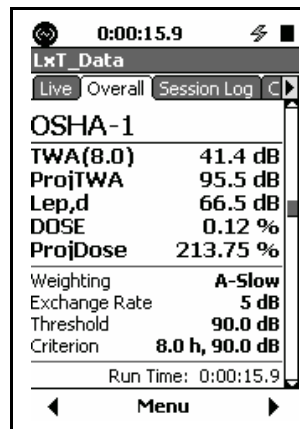 0:00:15.9
LxT_Data
Live Overall Session Log C
OSHA-1
TWA(8.0) 41.4 dB
ProjTWA 95.5 dB
Lep,d 66.5 dB
DOSE 0.12 %
ProjDose 213.75 %
Weighting A-Slow
Exchange Rate 5 dB
Threshold 90.0 dB
Criterion 8.0 h, 90.0 dB
Run Time: 0:00:15.9
Menu